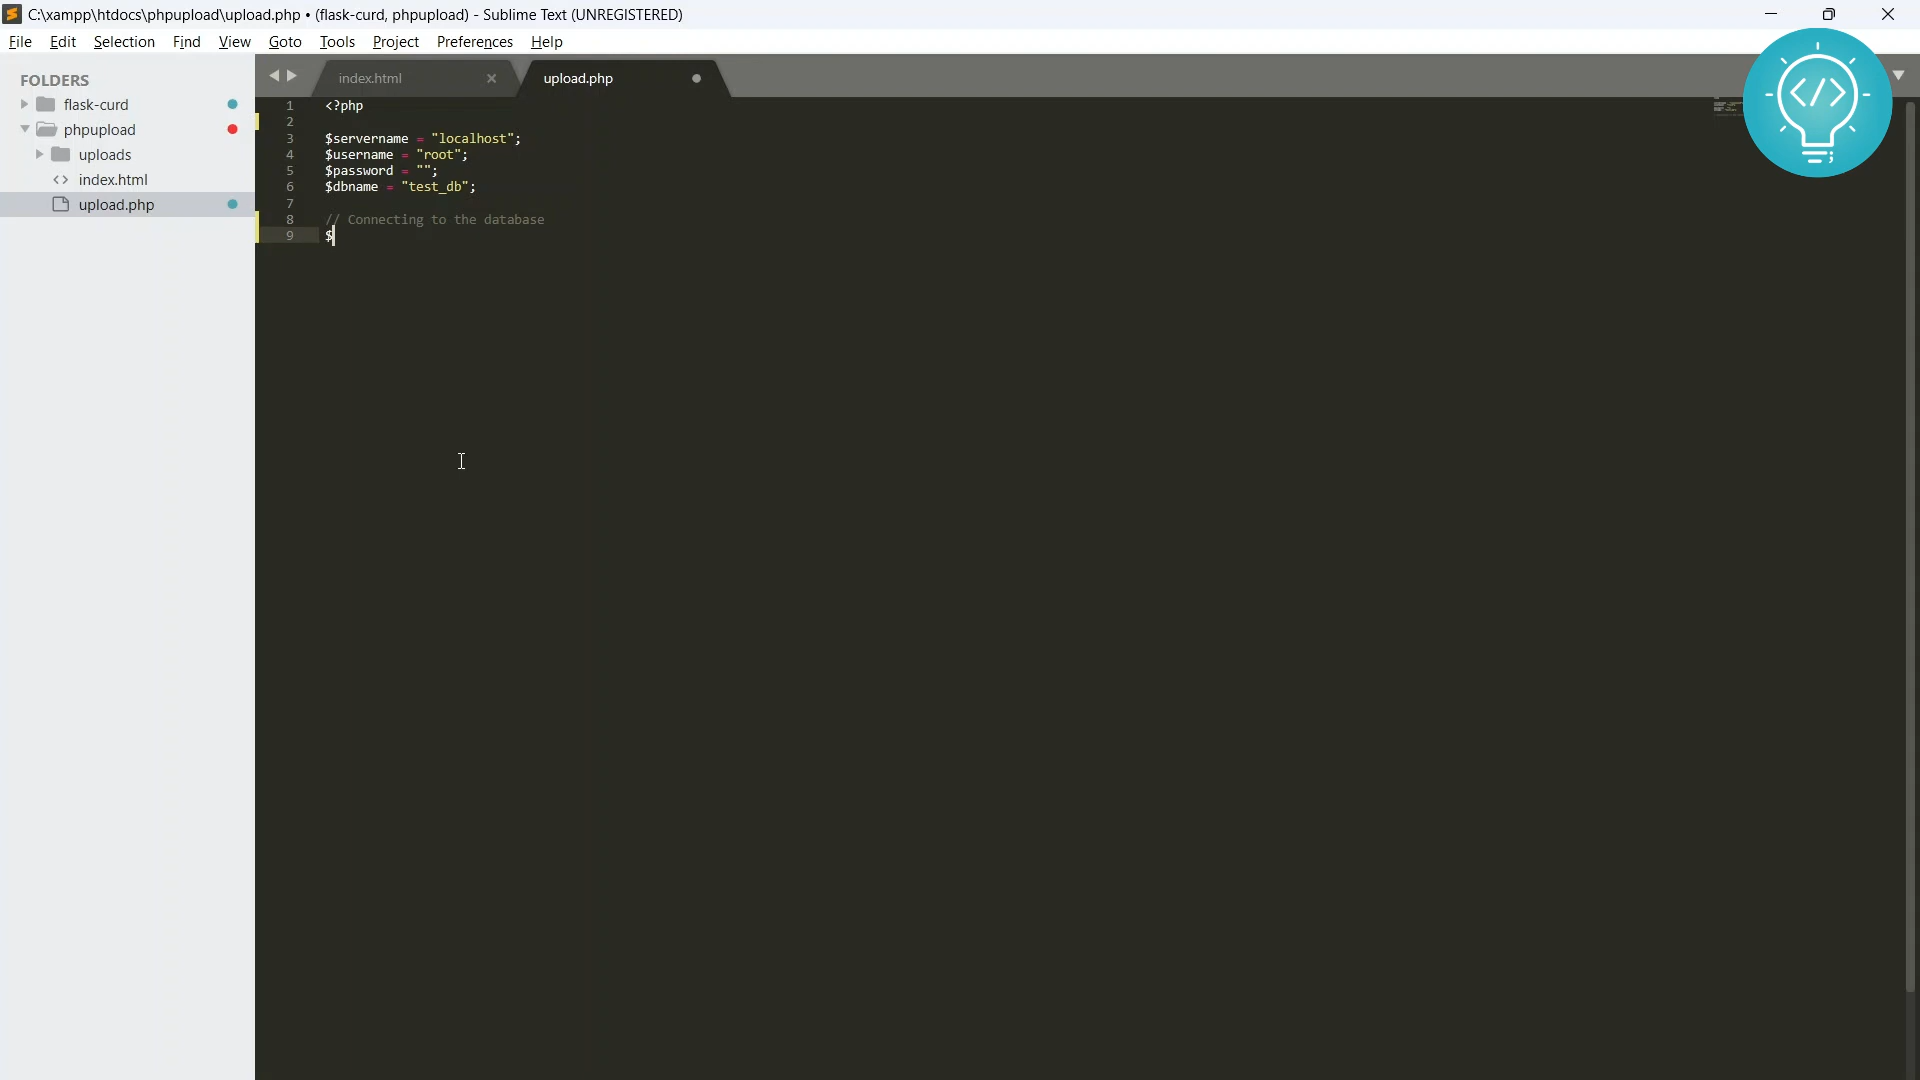 C:\xampp\htdocs\phpupload\upload.php • (flask-curd, phpupload) - Sublime Text (UNREGISTERED)
File Edit Selection Find View Goto Tools Project Preferences Help
FOLDERS
flask-curd
phpupload
uploads
index.html
upload.php
index.html upload.php
1 <?php
2
3 $servername = "localhost";
4 $username = "root";
5 $password = "";
6 $dbname = "test_db";
7
8 // Connecting to the database
9 $